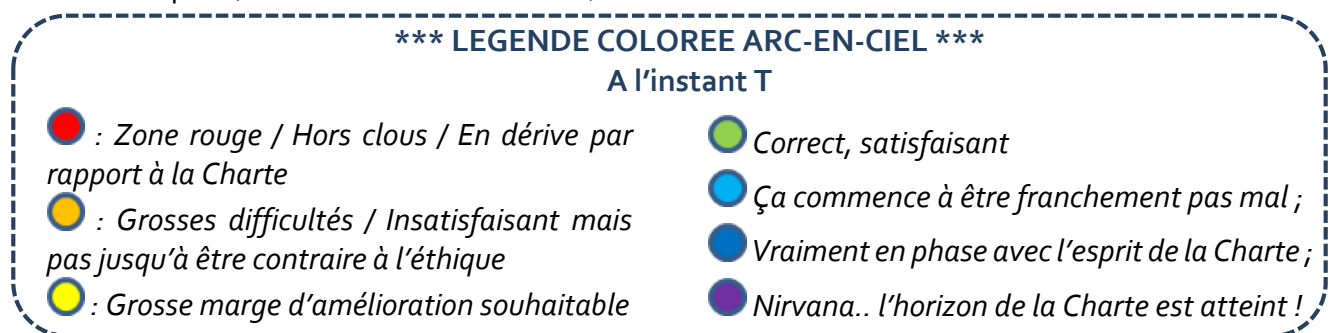 *** LEGENDE COLOREE ARC-EN-CIEL ***
A l'instant T
: Zone rouge / Hors clous / En dérive par
rapport à la Charte
: Grosses difficultés / Insatisfaisant mais
pas jusqu'à être contraire à l'éthique
: Grosse marge d'amélioration souhaitable
Correct, satisfaisant
Ça commence à être franchement pas mal ;
Vraiment en phase avec l'esprit de la Charte ;
Nirvana.. l'horizon de la Charte est atteint !